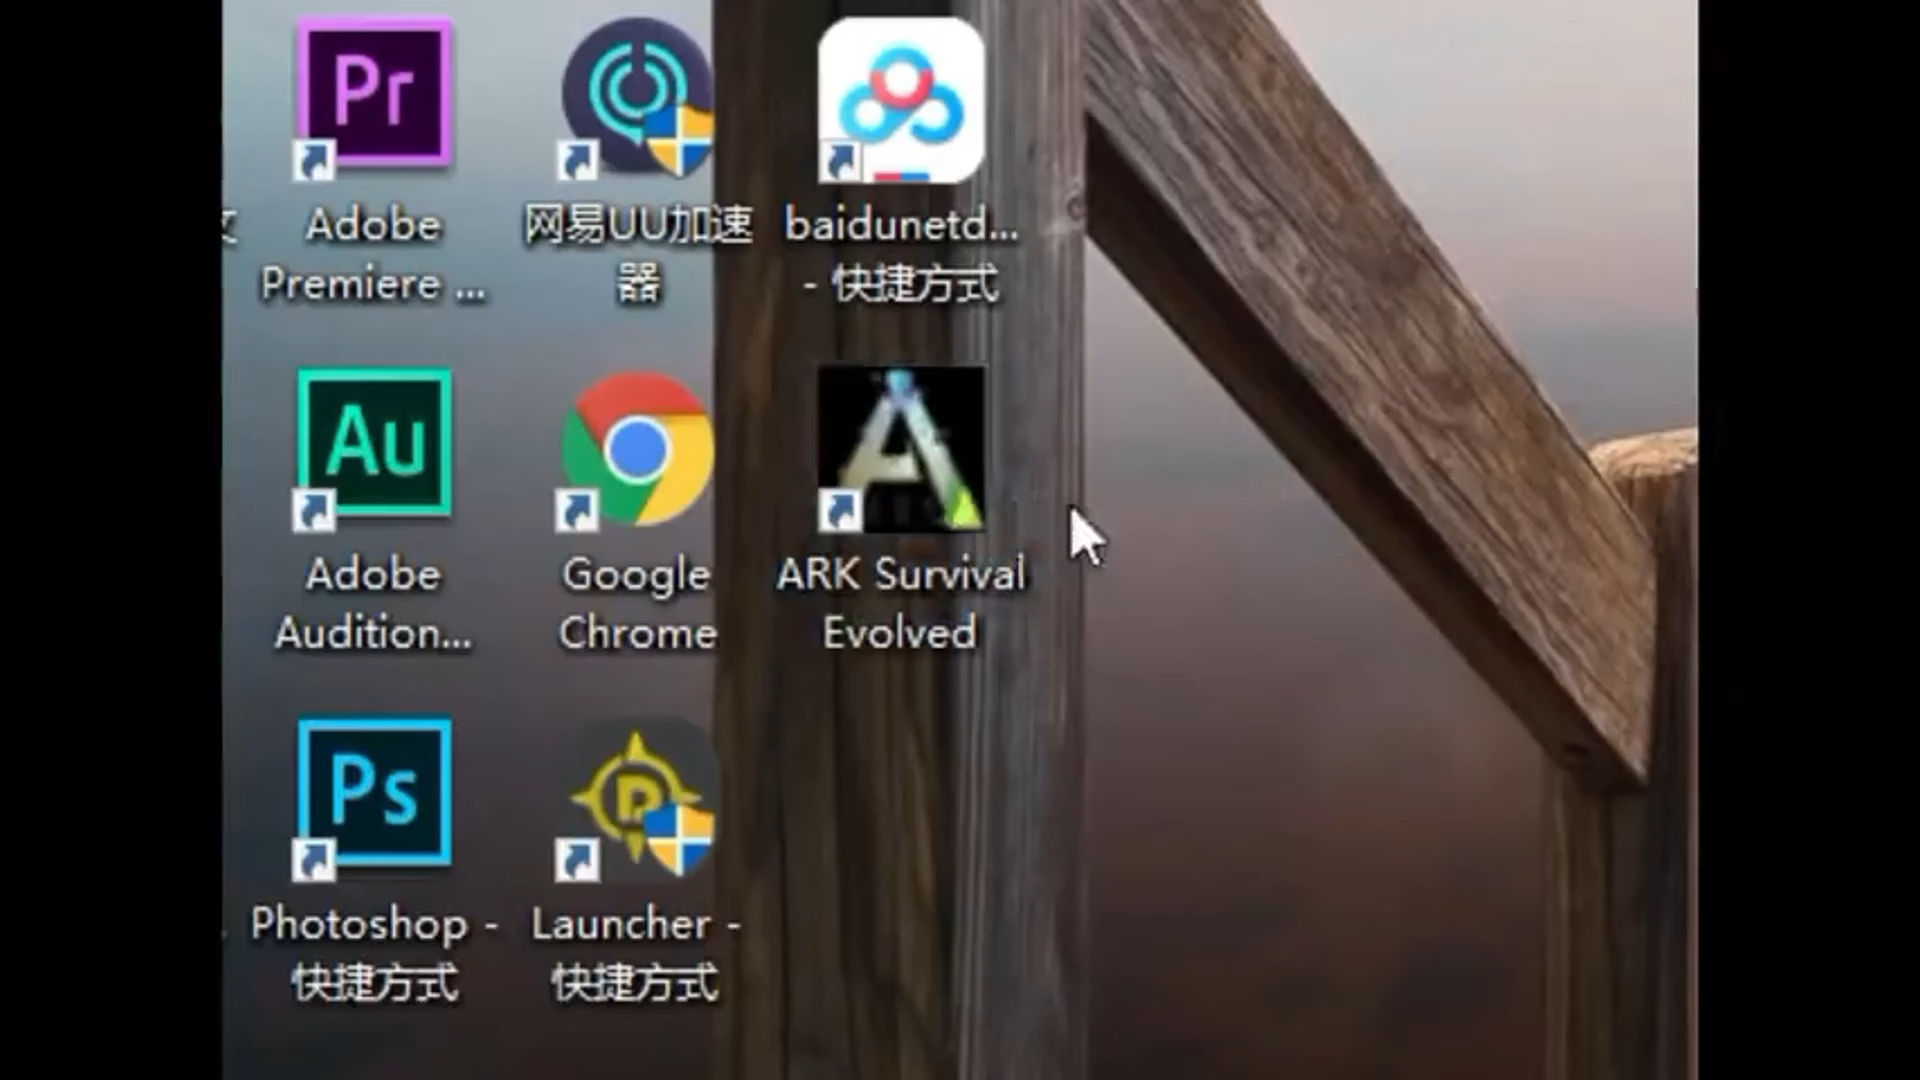 Pr
Adobe
Premiere ...
网易UU加速
器
baidunetd...
- 快捷方式
Au
Adobe
Audition...
Google
Chrome
ARK Survival
Evolved
Ps
Photoshop -
快捷方式
Launcher -
快捷方式